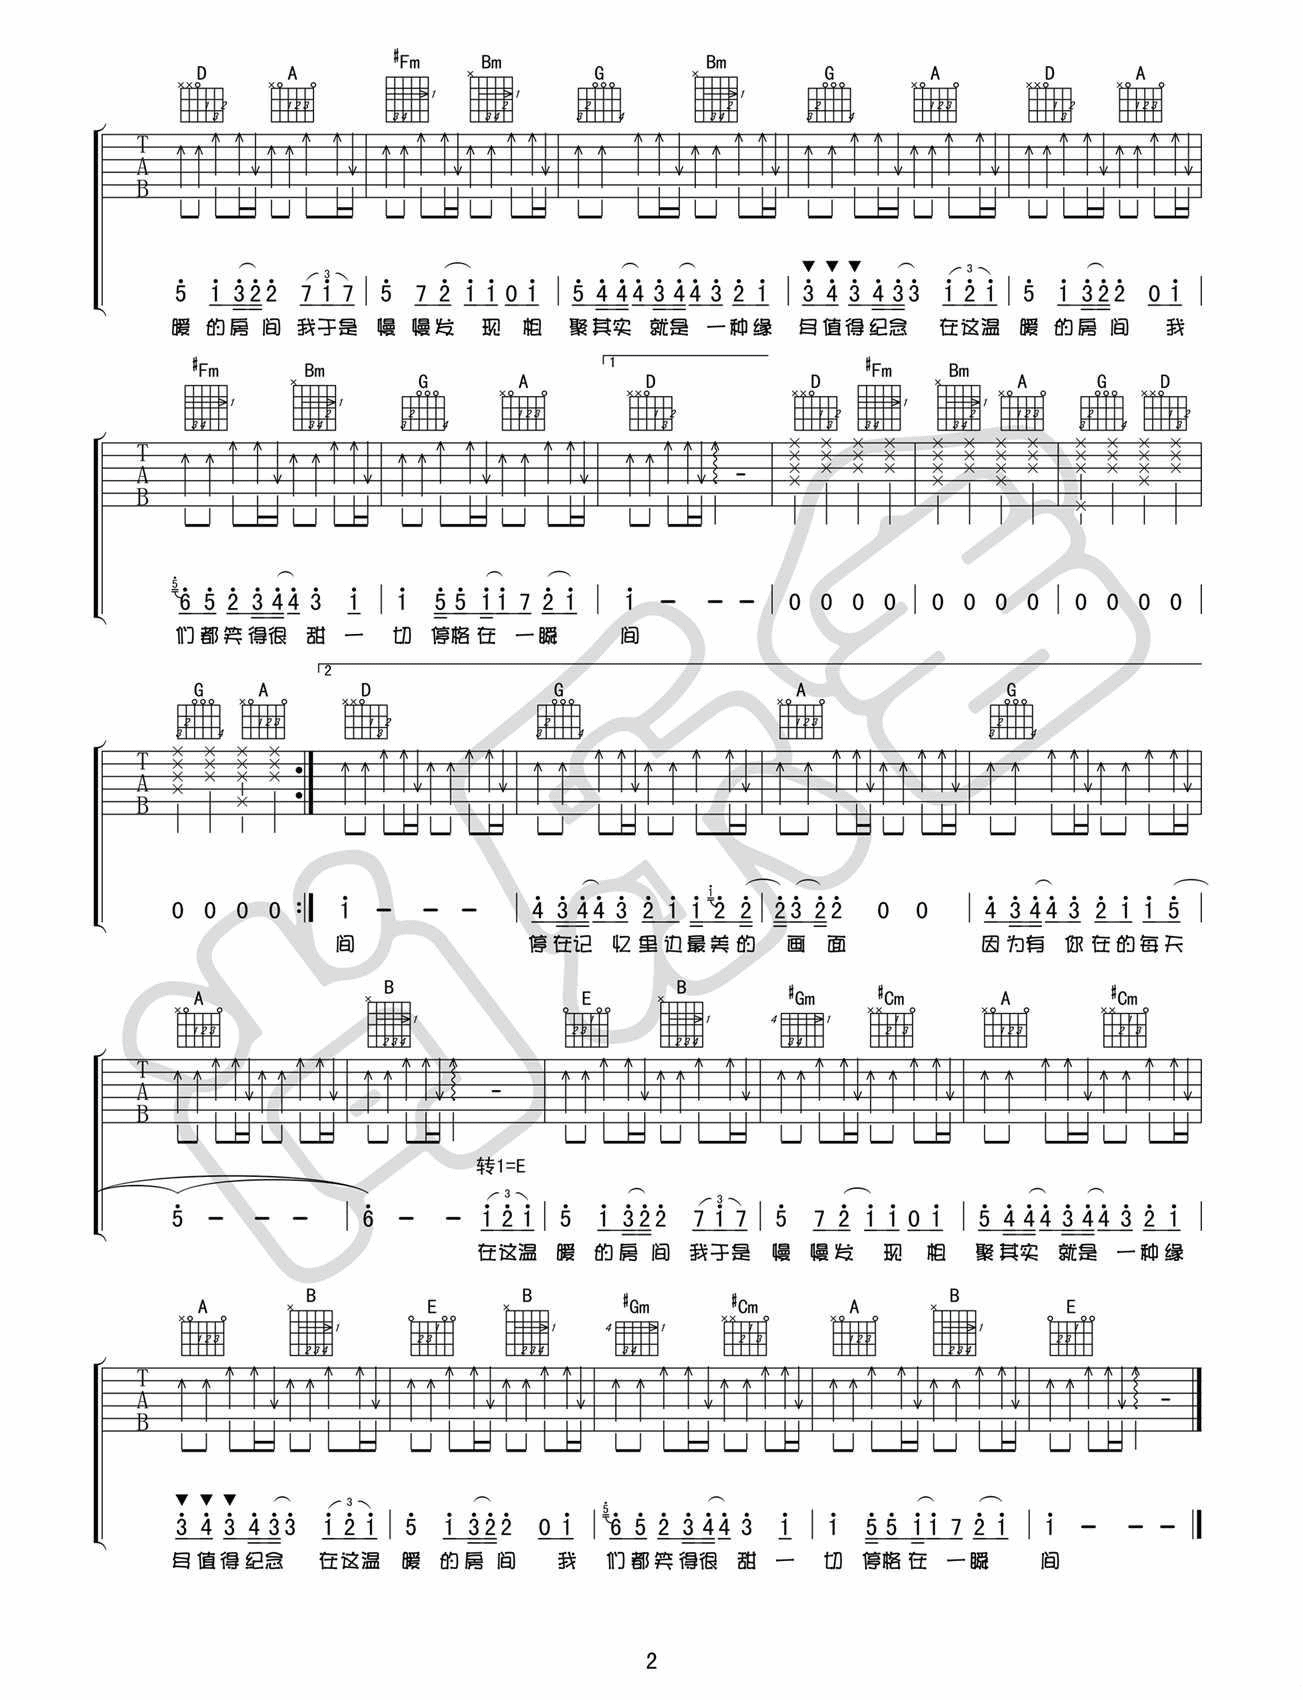 D A #Fm Bm G Bm G A D A
5 1 3 2 2 7 1 7 5 7 2 1 1 0 1 5 4 4 4 3 4 4 3 2 1 3 4 3 4 3 3 1 2 1 5 1 3 2 2 0 1
暖 的 房 间 我于是 慢 慢发 现 相 聚其实 就是 一种缘 
值得纪念 在这温 暖 的 房 间 我
#Fm Bm G A 1 D D #Fm Bm A G D
5 6 5 2 3 4 4 3 1 1 5 5 1 1 7 2 1 1 - - - 0 0 0 0 0 0 0 0 0 0 0 0
们都笑得很 甜 一 切 停格在 一瞬 间
G A 2 D G A G
0 0 0 0 1 - - - 4 3 4 4 3 2 1 1 1 2 2 2 3 2 2 0 0 4 3 4 4 3 2 1 1 5
间 停在记 忆里边最美的 画 面 因为有 你在的每天
A B E B #Gm #Cm A #Cm
转1=E
5 - - - 6 - - 1 2 1 5 1 3 2 2 7 1 7 5 7 2 1 1 0 1 5 4 4 4 3 4 4 3 2 1
在这温 暖 的 房 间 我于是 慢 慢发 现 相 聚其实 就是 一种缘
A B E B #Gm #Cm A B E
3 4 3 4 3 3 1 2 1 5 1 3 2 2 0 1 5 6 5 2 3 4 4 3 1 1 5 5 1 1 7 2 1 1 - - -
值得纪念 在这温 暖 的 房 间 我 们都笑得很 甜 一 切 停格在 一瞬 间
2